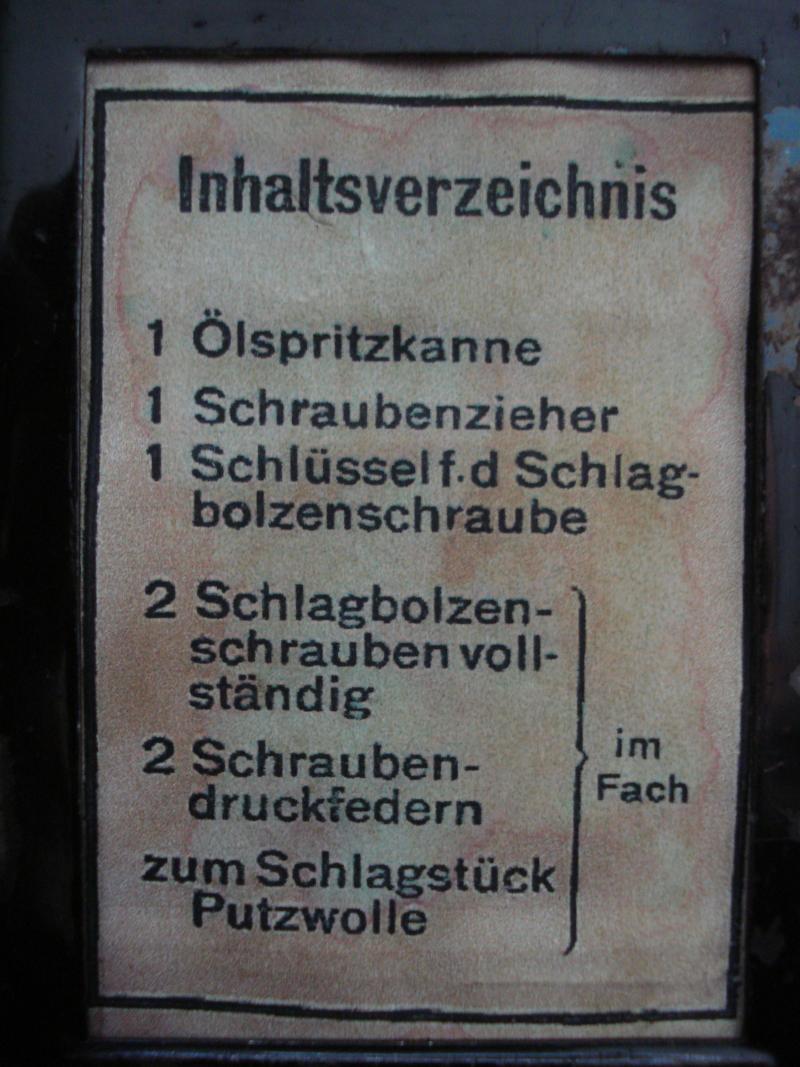 Inhaltsverzeichnis
1 Ölspritzkanne
1 Schraubenzieher
1 Schlüssel f.d Schlag-
bolzenschraube
2 Schlagbolzen-
schrauben voll-
ständig
2 Schrauben-
druckfedern
zum Schlagstück
Putzwolle
im
Fach